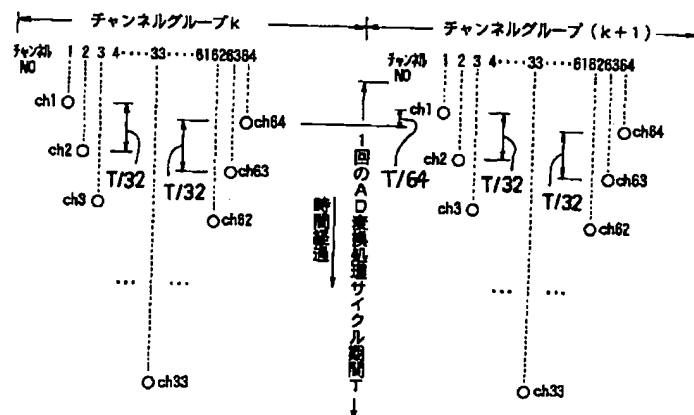 チャンネルグループk
チャンネルグループ(k+1)
チャンネル
NO
1 2 3 4‥‥‥33‥‥‥61626364
ch1
ch2
ch3
T/32
T/32
ch64
ch63
ch62
‥‥ ‥‥
ch33
1回のAD変換処理サイクル期間T
時間経過
T/64
チャンネル
NO
1 2 3 4‥‥‥33‥‥‥61626364
ch1
ch2
ch3
T/32
T/32
ch64
ch63
ch62
‥‥ ‥‥
ch33